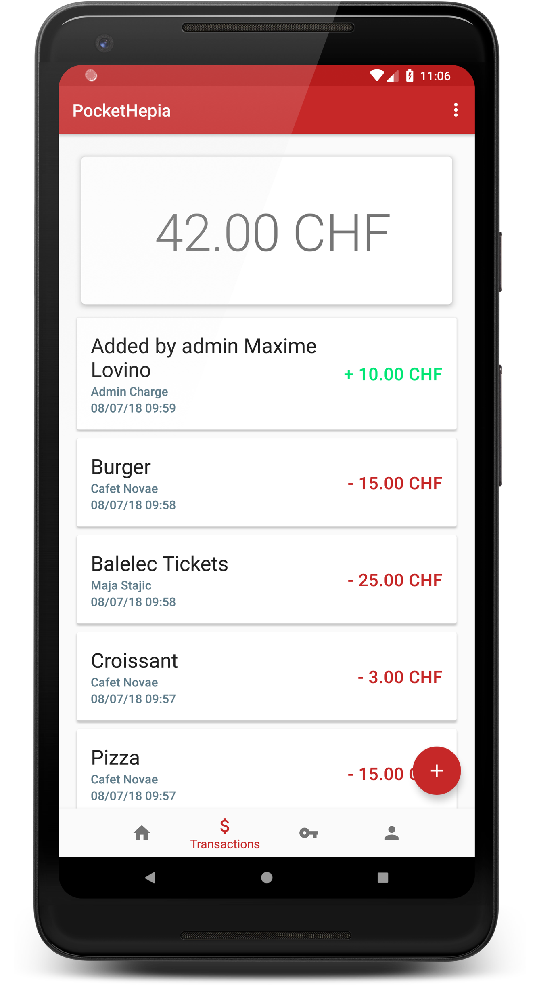 11:06
PocketHepia
42.00 CHF
Added by admin Maxime
Lovino
+ 10.00 CHF
Admin Charge
08/07/18 09:59
Burger
- 15.00 CHF
Cafet Novae
08/07/18 09:58
Balelec Tickets
- 25.00 CHF
Maja Stajic
08/07/18 09:58
Croissant
- 3.00 CHF
Cafet Novae
08/07/18 09:57
Pizza
- 15.00
Cafet Novae
08/07/18 09:57
$
Transactions